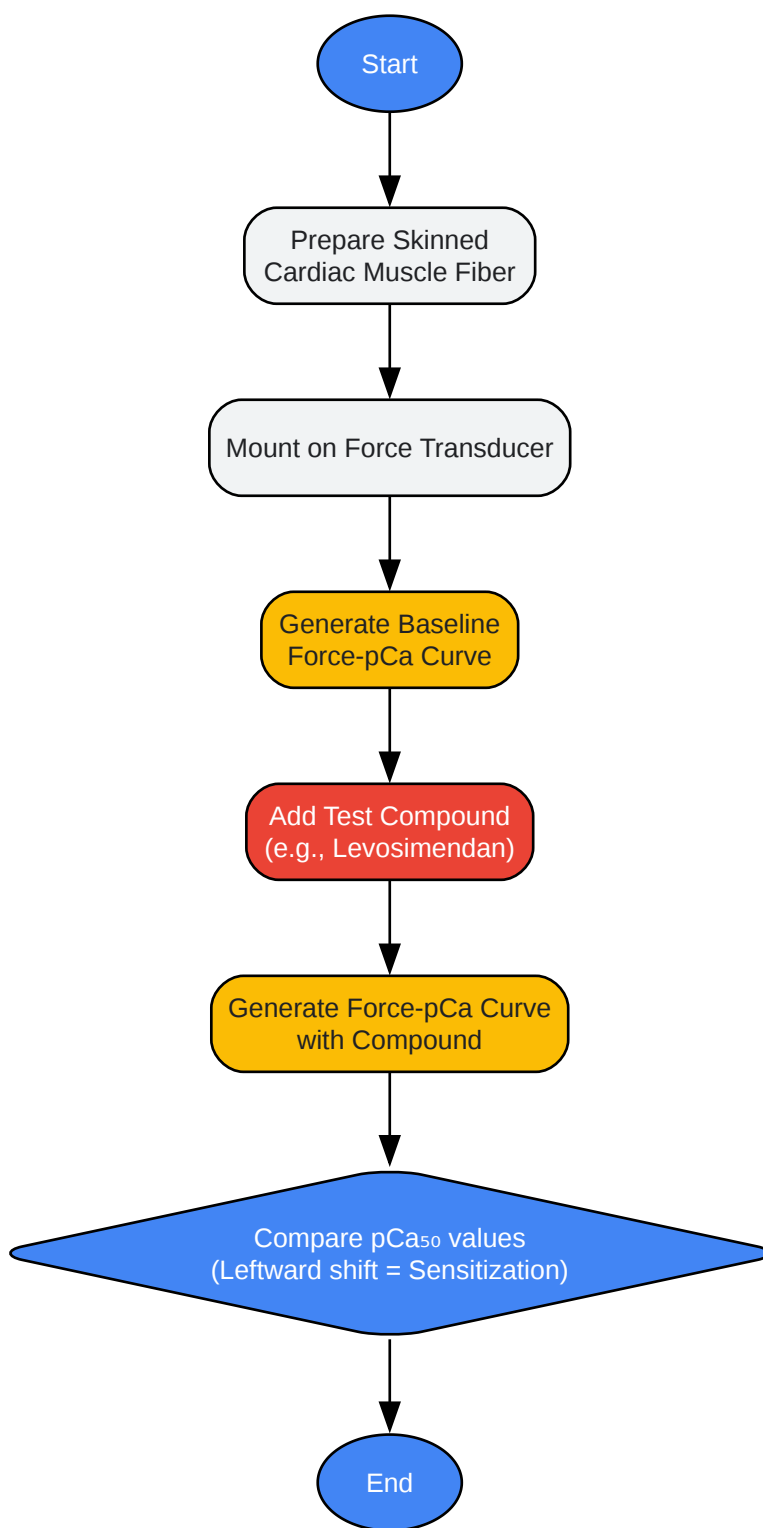 Start
Prepare Skinned
Cardiac Muscle Fiber
Mount on Force Transducer
Generate Baseline
Force-pCa Curve
Add Test Compound
(e.g., Levosimendan)
Generate Force-pCa Curve
with Compound
Compare pCa₅₀ values
(Leftward shift = Sensitization)
End